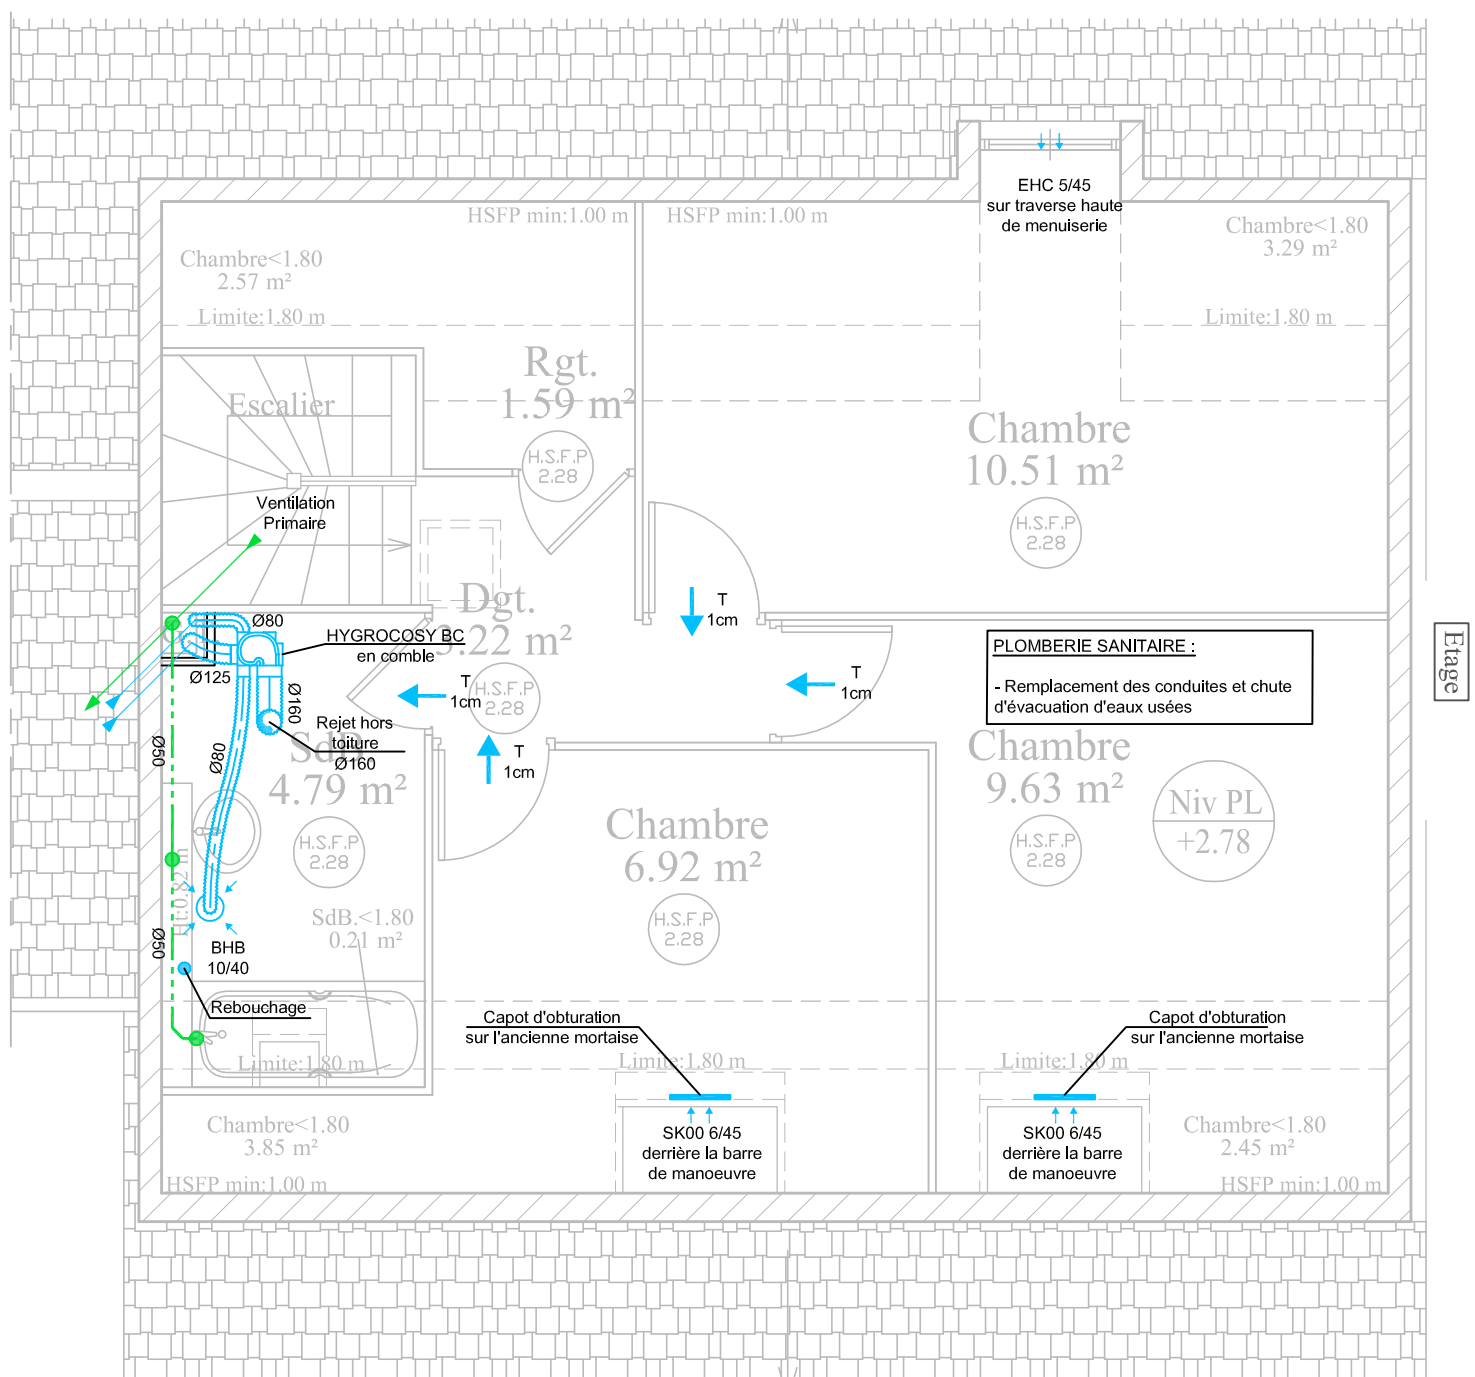 EHC 5/45
sur traverse haute
de menuiserie
HSFP min:1.00 m
HSFP min:1.00 m
Chambre<1.80
3.29 m²
Chambre<1.80
2.57 m²
Limite:1.80 m
Limite:1.80 m
Rgt.
1.59 m²
H.S.F.P
2.28
Escalier
Chambre
10.51 m²
H.S.F.P
2.28
Ventilation
Primaire
Dgt.
3.22 m²
H.S.F.P
2.28
T
1cm
T
1cm
T
1cm
T
1cm
Ø80
HYGROCOSY BC
en comble
Ø125
Ø160
Rejet hors
toiture
Ø160
Ø50
Ø80
SdB
4.79 m²
H.S.F.P
2.28
PLOMBERIE SANITAIRE :
- Remplacement des conduites et chute
d'évacuation d'eaux usées
Etage
Chambre
9.63 m²
H.S.F.P
2.28
Niv PL
+2.78
Chambre
6.92 m²
H.S.F.P
2.28
Ht:0.82 m
SdB.<1.80
0.21 m²
Ø50
BHB
10/40
Rebouchage
Capot d'obturation
sur l'ancienne mortaise
Capot d'obturation
sur l'ancienne mortaise
Limite:1.80 m
Limite:1.80 m
Limite:1.80 m
Chambre<1.80
3.85 m²
SK00 6/45
derrière la barre
de manoeuvre
SK00 6/45
derrière la barre
de manoeuvre
Chambre<1.80
2.45 m²
HSFP min:1.00 m
HSFP min:1.00 m